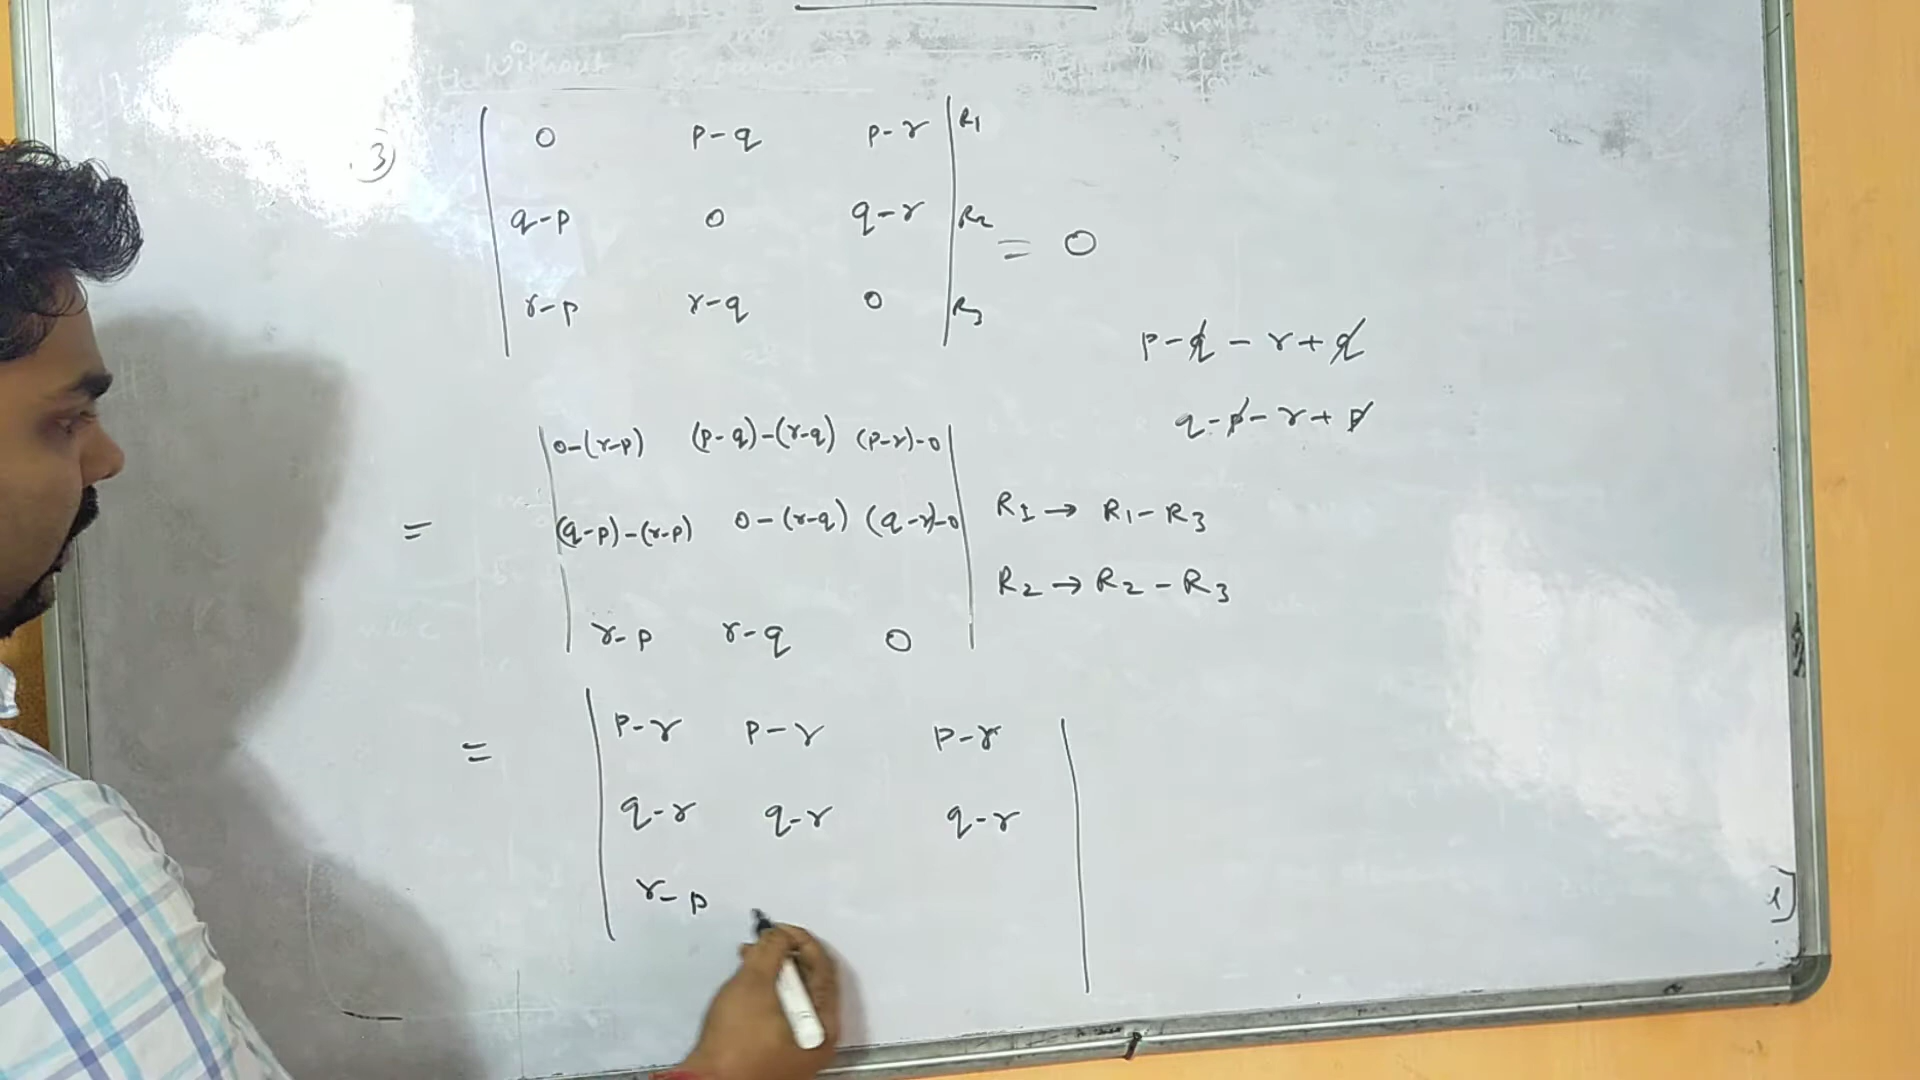 Without
③ | 0 p-q p-r | R1
| q-p 0 q-r | R2 = 0
| r-p r-q 0 | R3
p-q-r+q
q-p-r+p
| 0-(r-p) (p-q)-(r-q) (p-r)-0 |
= | (q-p)-(r-p) 0-(r-q) (q-r)-0 | R1 → R1-R3
R2 → R2-R3
| r-p r-q 0 |
| p-r p-r p-r |
= | q-r q-r q-r |
| r-p |